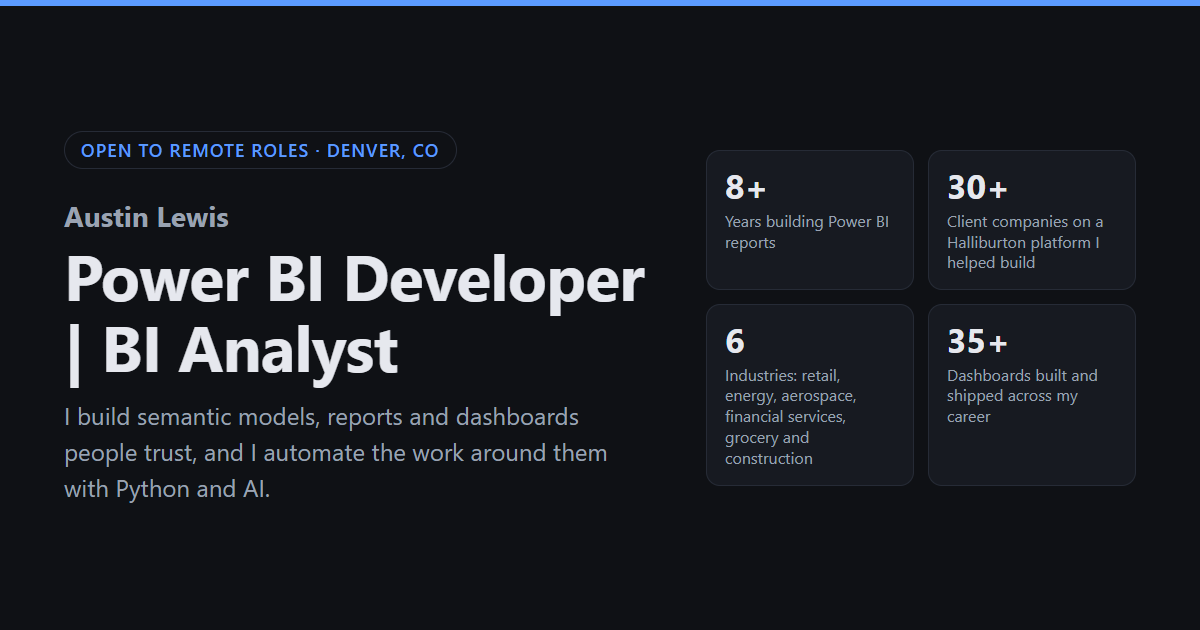 OPEN TO REMOTE ROLES · DENVER, CO
Austin Lewis
Power BI Developer
| BI Analyst
I build semantic models, reports and dashboards
people trust, and I automate the work around them
with Python and AI.
8+
Years building Power BI
reports
30+
Client companies on a
Halliburton platform I
helped build
6
Industries: retail,
energy, aerospace,
financial services,
grocery and
construction
35+
Dashboards built and
shipped across my
career